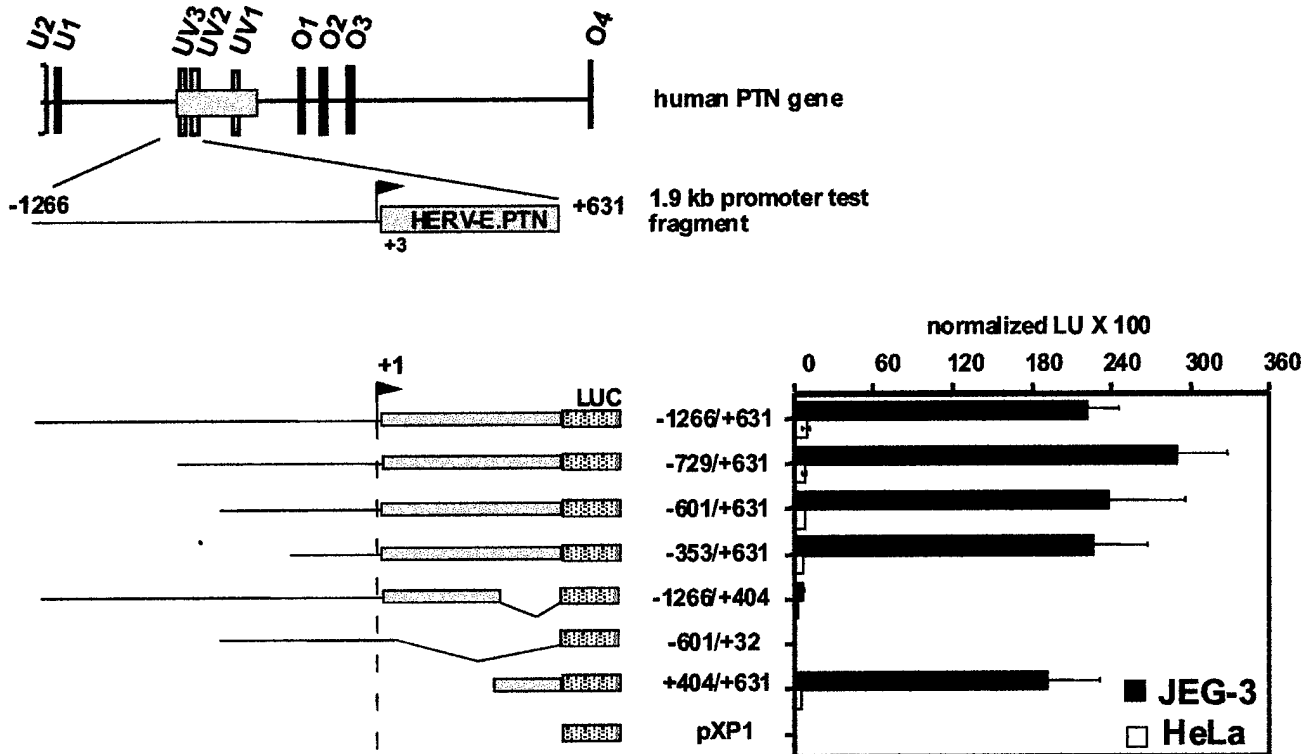 U2 U1 UV3 UV2 UV1 O1 O2 O3 O4
human PTN gene
-1266 HERV-E.PTN +631
+3
1.9 kb promoter test
fragment
normalized LU X 100
0 60 120 180 240 300 360
+1
LUC
-1266/+631
-729/+631
-601/+631
-353/+631
-1266/+404
-601/+32
+404/+631
pXP1
JEG-3
HeLa